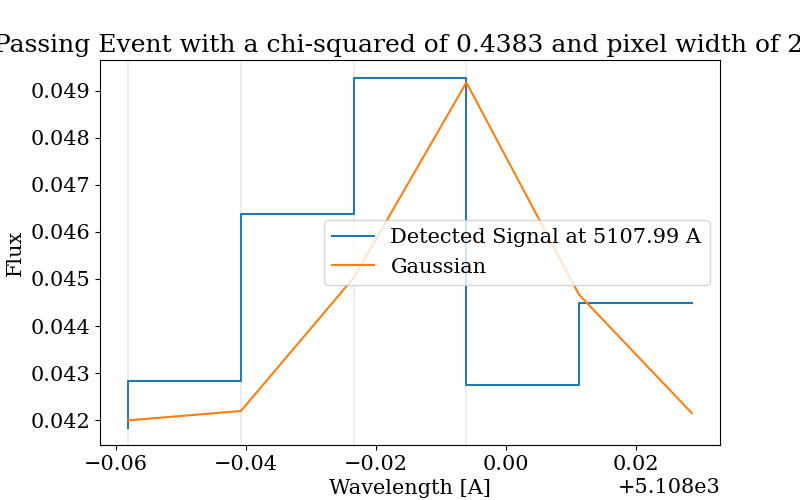 Passing Event with a chi-squared of 0.4383 and pixel width of 2
0.049
0.048
0.047
0.046
0.045
0.044
0.043
0.042
Flux
Detected Signal at 5107.99 A
Gaussian
−0.06 −0.04 −0.02 0.00 0.02
Wavelength [A]
+5.108e3